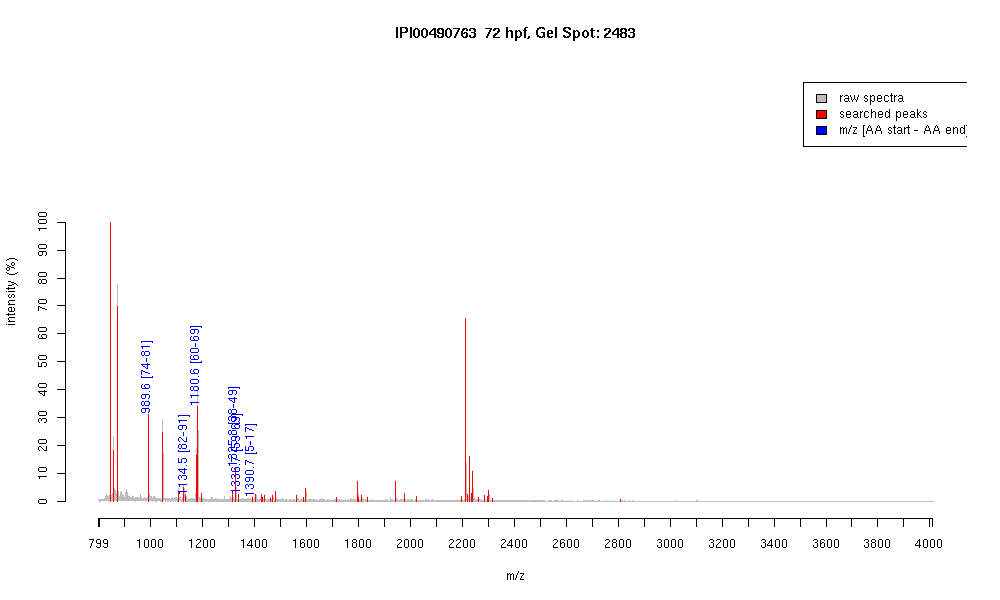 IPI00490763 72 hpf, Gel Spot: 2483
raw spectra
searched peaks
m/z [AA start - AA end]
intensity (%)
100
90
80
70
60
50
40
30
20
10
0
989.6 [74-81]
1134.5 [82-91]
1180.6 [60-69]
1390.7 [5-17]
799 1000 1200 1400 1600 1800 2000 2200 2400 2600 2800 3000 3200 3400 3600 3800 4000
m/z